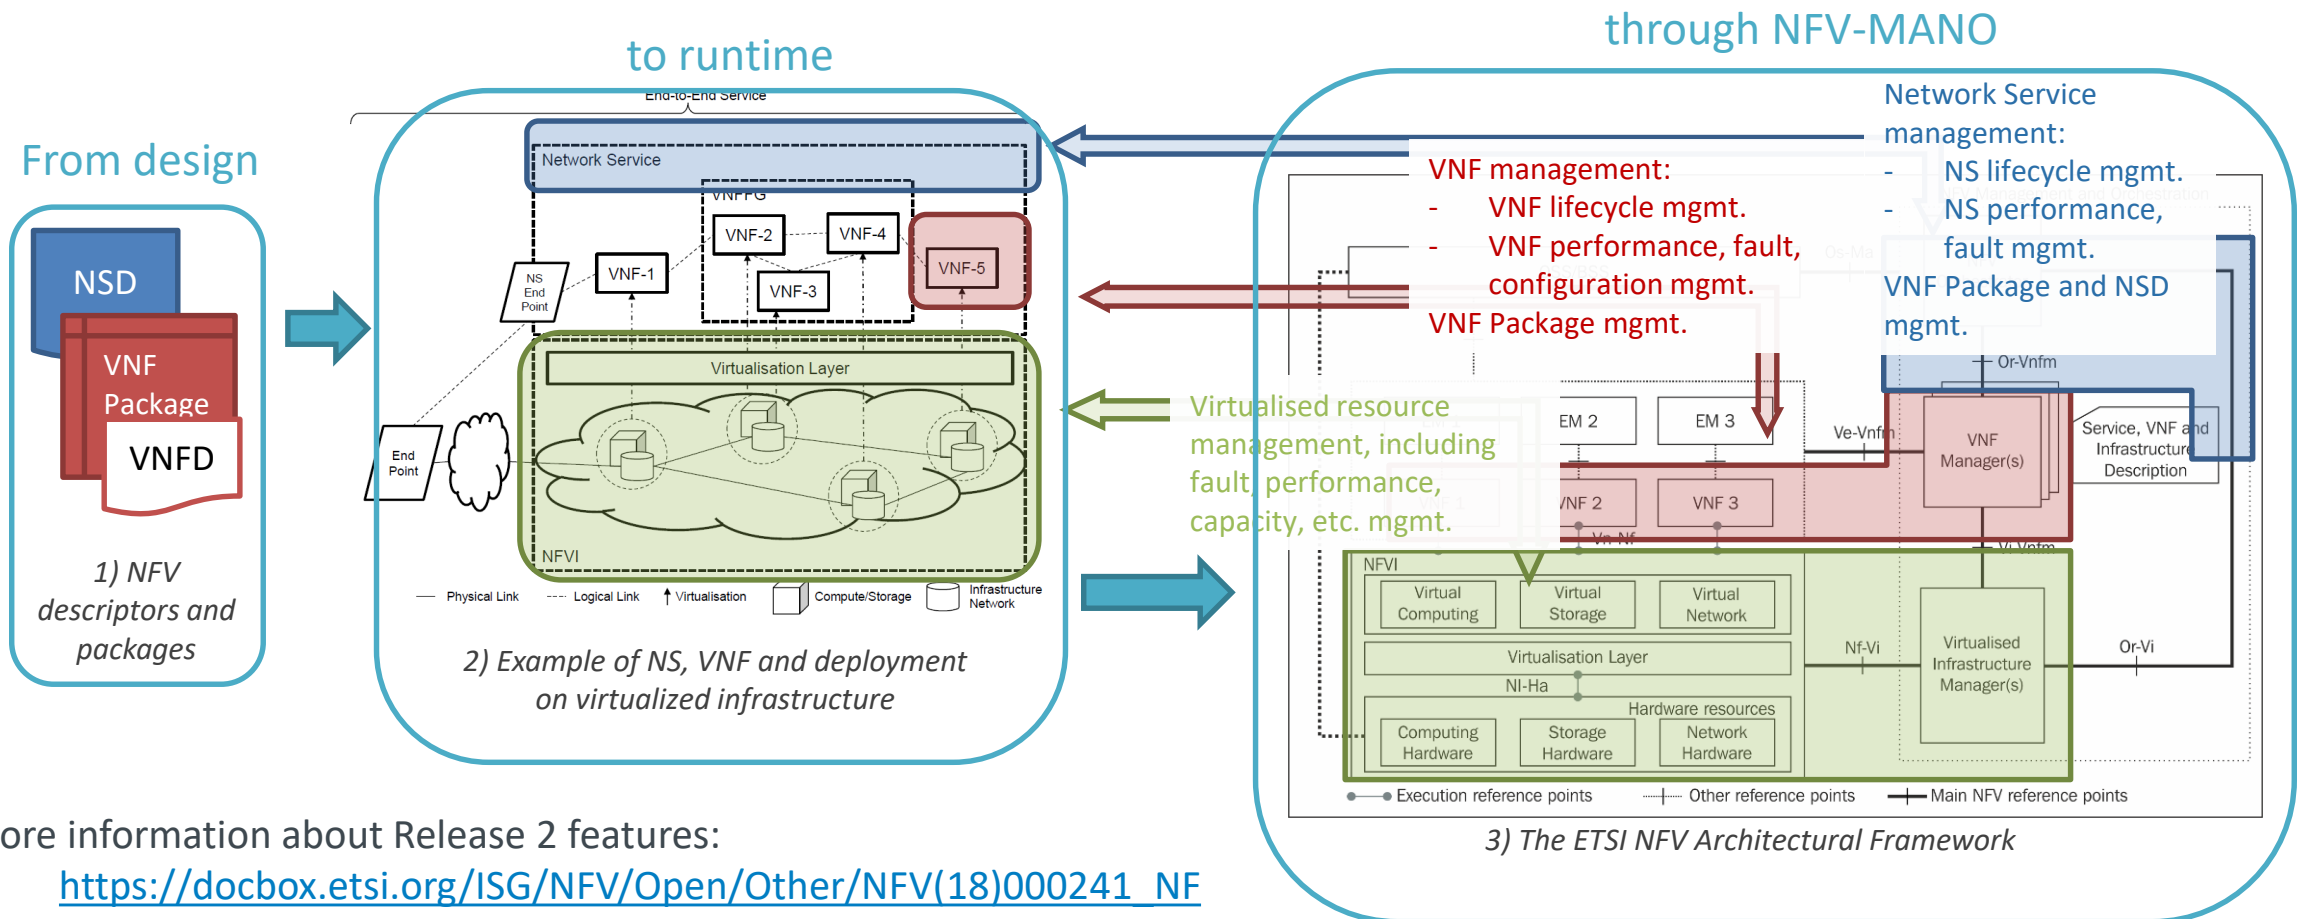 From design
NSD
VNF
Package
VNFD
1) NFV
descriptors and
packages
to runtime
End-to-End Service
Network Service
VNFFG
VNF-2
VNF-4
VNF-1
VNF-3
VNF-5
NS
End
Point
Virtualisation Layer
End
Point
NFVI
Physical Link
Logical Link
Virtualisation
Compute/Storage
Infrastructure
Network
2) Example of NS, VNF and deployment
on virtualized infrastructure
through NFV-MANO
Network Service
management:
- NS lifecycle mgmt.
- NS performance,
fault mgmt.
VNF Package and NSD
mgmt.
VNF management:
- VNF lifecycle mgmt.
- VNF performance, fault,
configuration mgmt.
VNF Package mgmt.
Virtualised resource
management, including
fault, performance,
capacity, etc. mgmt.
Os-Ma
Or-Vnfm
EM 2
EM 3
Ve-Vnfm
VNF
Manager(s)
Service, VNF and
Infrastructure
Description
VNF 1
VNF 2
VNF 3
Vn-Nf
Vi-Vnfm
NFVI
Virtual
Computing
Virtual
Storage
Virtual
Network
Virtualisation Layer
NI-Ha
Nf-Vi
Virtualised
Infrastructure
Manager(s)
Or-Vi
Hardware resources
Computing
Hardware
Storage
Hardware
Network
Hardware
Execution reference points
Other reference points
Main NFV reference points
3) The ETSI NFV Architectural Framework
ore information about Release 2 features:
https://docbox.etsi.org/ISG/NFV/Open/Other/NFV(18)000241_NF